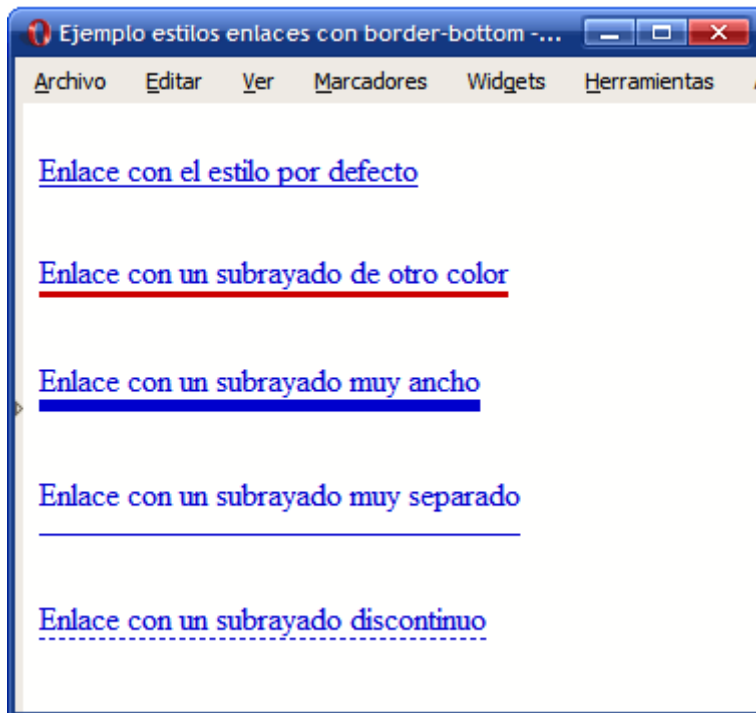 Ejemplo estilos enlaces con border-bottom -...
Archivo Editar Ver Marcadores Widgets Herramientas
Enlace con el estilo por defecto
Enlace con un subrayado de otro color
Enlace con un subrayado muy ancho
Enlace con un subrayado muy separado
Enlace con un subrayado discontinuo